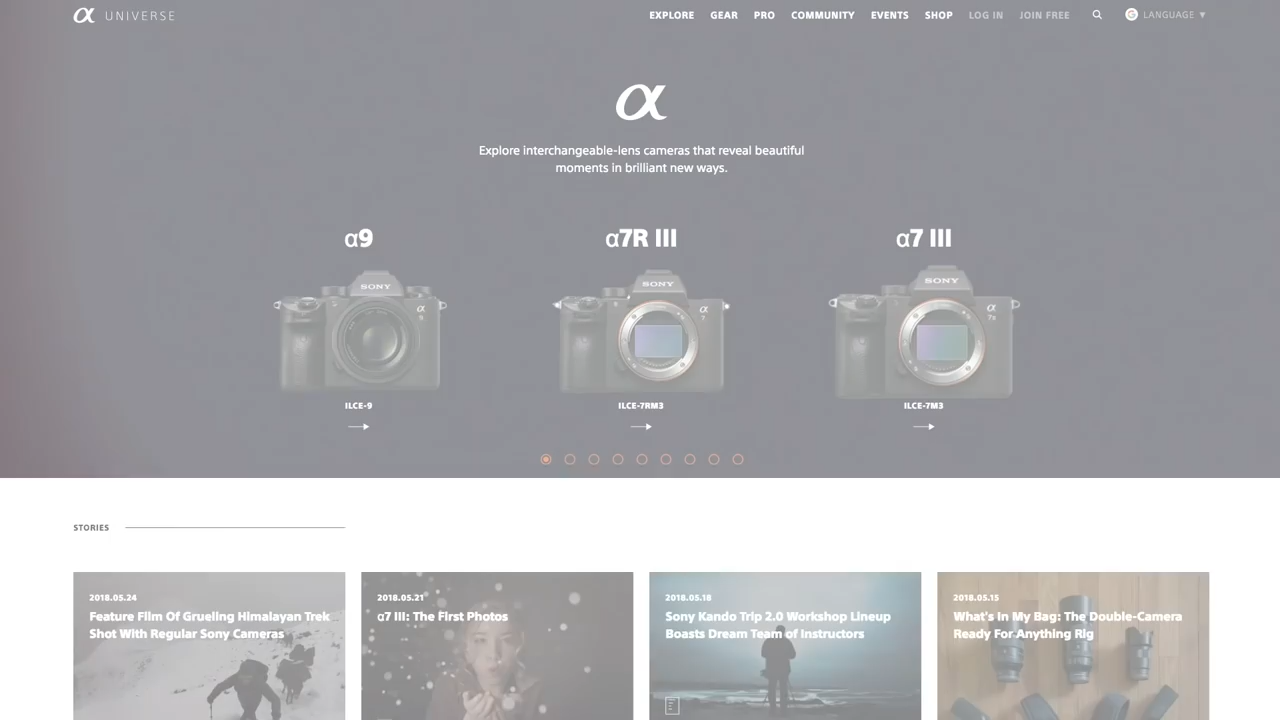 α UNIVERSE
EXPLORE GEAR PRO COMMUNITY EVENTS SHOP LOG IN JOIN FREE LANGUAGE ▼
α
Explore interchangeable-lens cameras that reveal beautiful
moments in brilliant new ways.
α9 α7R III α7 III
SONY SONY SONY
α α α
ILCE-9 ILCE-7RM3 ILCE-7M3
STORIES
2018.05.24
Feature Film Of Grueling Himalayan Trek
Shot With Regular Sony Cameras
2018.05.21
α7 III: The First Photos
2018.05.18
Sony Kando Trip 2.0 Workshop Lineup
Boasts Dream Team of Instructors
2018.05.15
What's In My Bag: The Double-Camera
Ready For Anything Rig